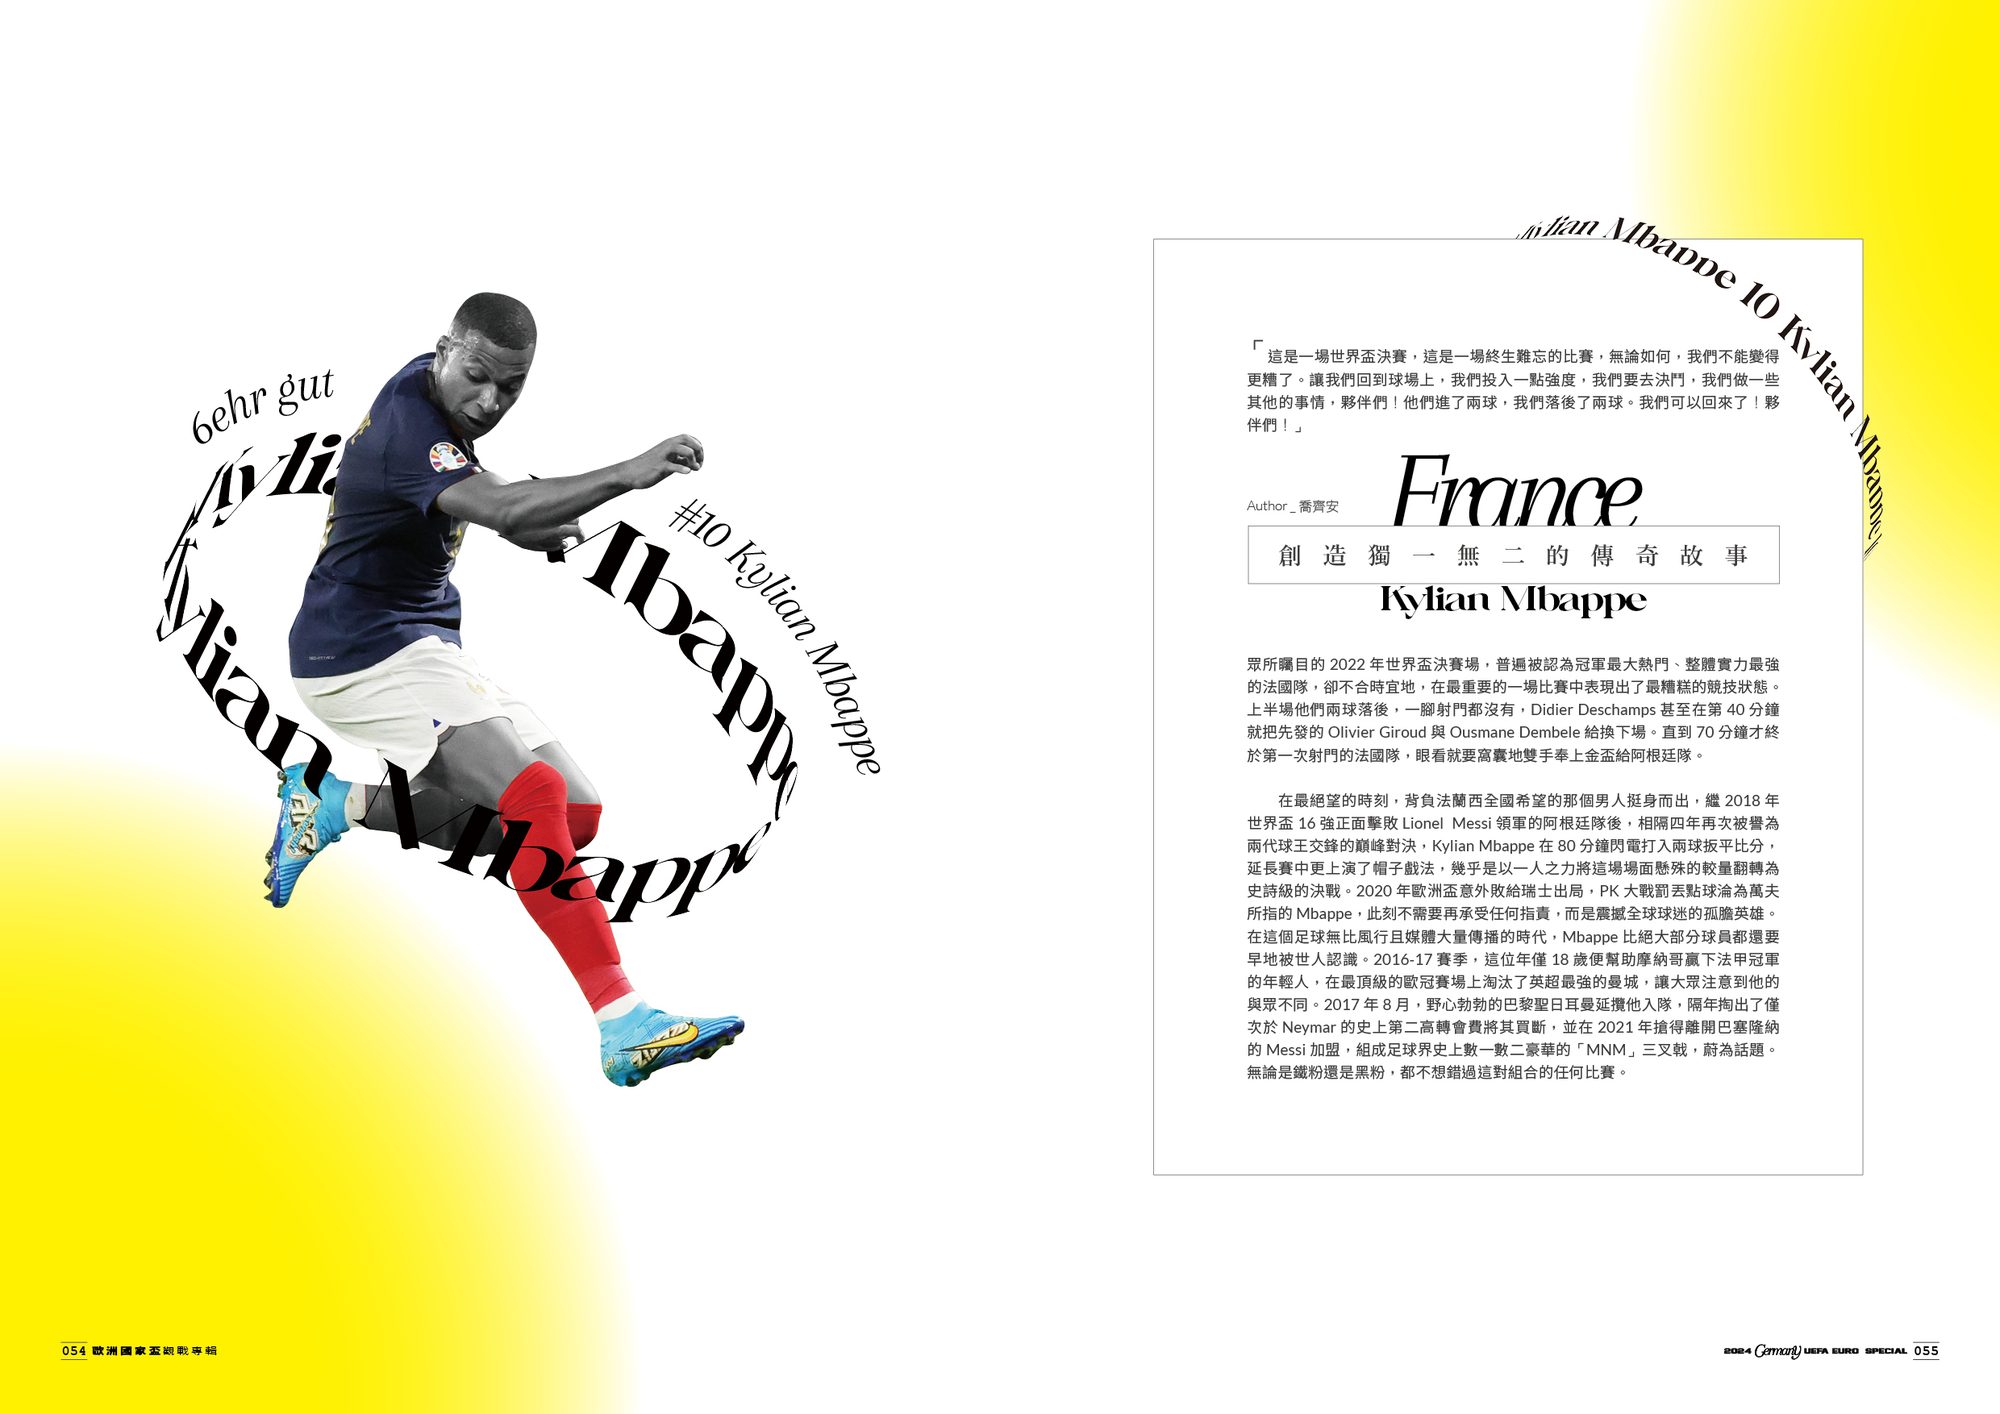 6ehr gut
Kylia Mbappe
Kylian Mbappe
#10 Kylian Mbappe
054 歐洲國家盃觀戰專輯
Kylian Mbappe 10 Kylian Mbappe
「這是一場世界盃決賽，這是一場終生難忘的比賽，無論如何，我們不能變得
更糟了。讓我們回到球場上，我們投入一點強度，我們要去決鬥，我們做一些
其他的事情，夥伴們！他們進了兩球，我們落後了兩球。我們可以回來了！夥
伴們！」
France
Author _ 喬齊安
創造獨一無二的傳奇故事
Kylian Mbappe
眾所矚目的 2022 年世界盃決賽場，普遍被認為冠軍最大熱門、整體實力最強
的法國隊，卻不合時宜地，在最重要的一場比賽中表現出了最糟糕的競技狀態。
上半場他們兩球落後，一腳射門都沒有，Didier Deschamps 甚至在第 40 分鐘
就把先發的 Olivier Giroud 與 Ousmane Dembele 給換下場。直到 70 分鐘才終
於第一次射門的法國隊，眼看就要窩囊地雙手奉上金盃給阿根廷隊。
在最絕望的時刻，背負法蘭西全國希望的那個男人挺身而出，繼 2018 年
世界盃 16 強正面擊敗 Lionel Messi 領軍的阿根廷隊後，相隔四年再次被譽為
兩代球王交鋒的巔峰對決，Kylian Mbappe 在 80 分鐘閃電打入兩球扳平比分，
延長賽中更上演了帽子戲法，幾乎是以一人之力將這場場面懸殊的較量翻轉為
史詩級的決戰。2020 年歐洲盃意外敗給瑞士出局，PK 大戰罰丟點球淪為萬夫
所指的 Mbappe，此刻不需要再承受任何指責，而是震撼全球球迷的孤膽英雄。
在這個足球無比風行且媒體大量傳播的時代，Mbappe 比絕大部分球員都還要
早地被世人認識。2016-17 賽季，這位年僅 18 歲便幫助摩納哥贏下法甲冠軍
的年輕人，在最頂級的歐冠賽場上淘汰了英超最強的曼城，讓大眾注意到他的
與眾不同。2017 年 8 月，野心勃勃的巴黎聖日耳曼延攬他入隊，隔年掏出了僅
次於 Neymar 的史上第二高轉會費將其買斷，並在 2021 年搶得離開巴塞隆納
的 Messi 加盟，組成足球界史上數一數二豪華的「MNM」三叉戟，蔚為話題。
無論是鐵粉還是黑粉，都不想錯過這對組合的任何比賽。
2024 Germany UEFA EURO SPECIAL 055